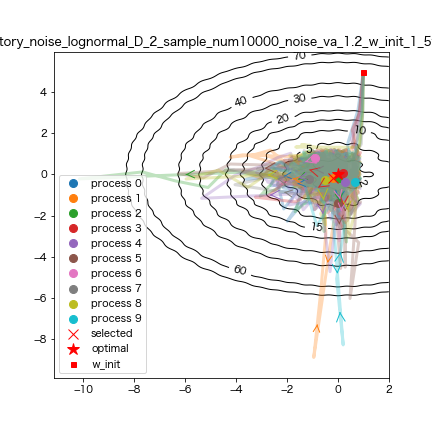 tory_noise_lognormal_D_2_sample_num10000_noise_va_1.2_w_init_1_5
70
40
30
20
10
5
2
15
60
4
2
0
−2
−4
−6
−8
−10
−8
−6
−4
−2
0
2
process 0
process 1
process 2
process 3
process 4
process 5
process 6
process 7
process 8
process 9
selected
optimal
w_init